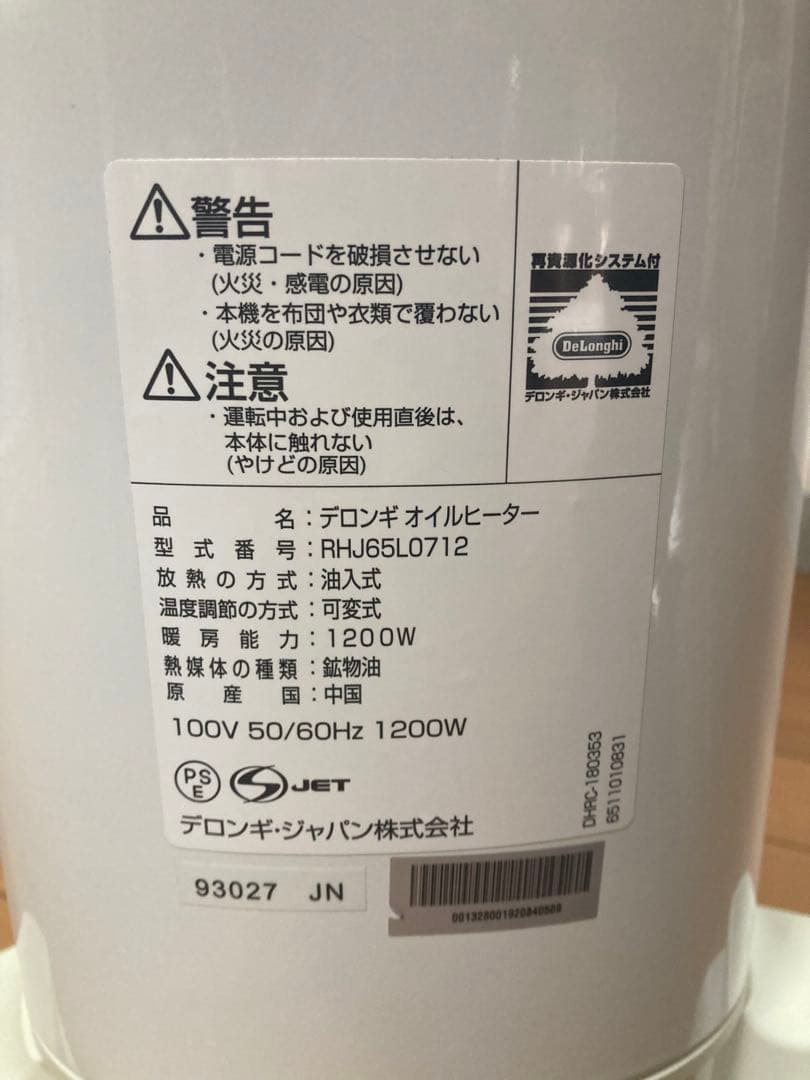 警告
・電源コードを破損させない
(火災・感電の原因)
・本機を布団や衣類で覆わない
(火災の原因)
注意
・運転中および使用直後は、
本体に触れない
(やけどの原因)
再資源化システム付
DeLonghi
デロンギ・ジャパン株式会社
品名：デロンギ オイルヒーター
型式番号：RHJ65L0712
放熱の方式：油入式
温度調節の方式：可変式
暖房能力：1200W
熱媒体の種類：鉱物油
原産国：中国
100V 50/60Hz 1200W
PSE
JET
デロンギ・ジャパン株式会社
DHRC-180353
6511010831
93027 JN
001328001920840509